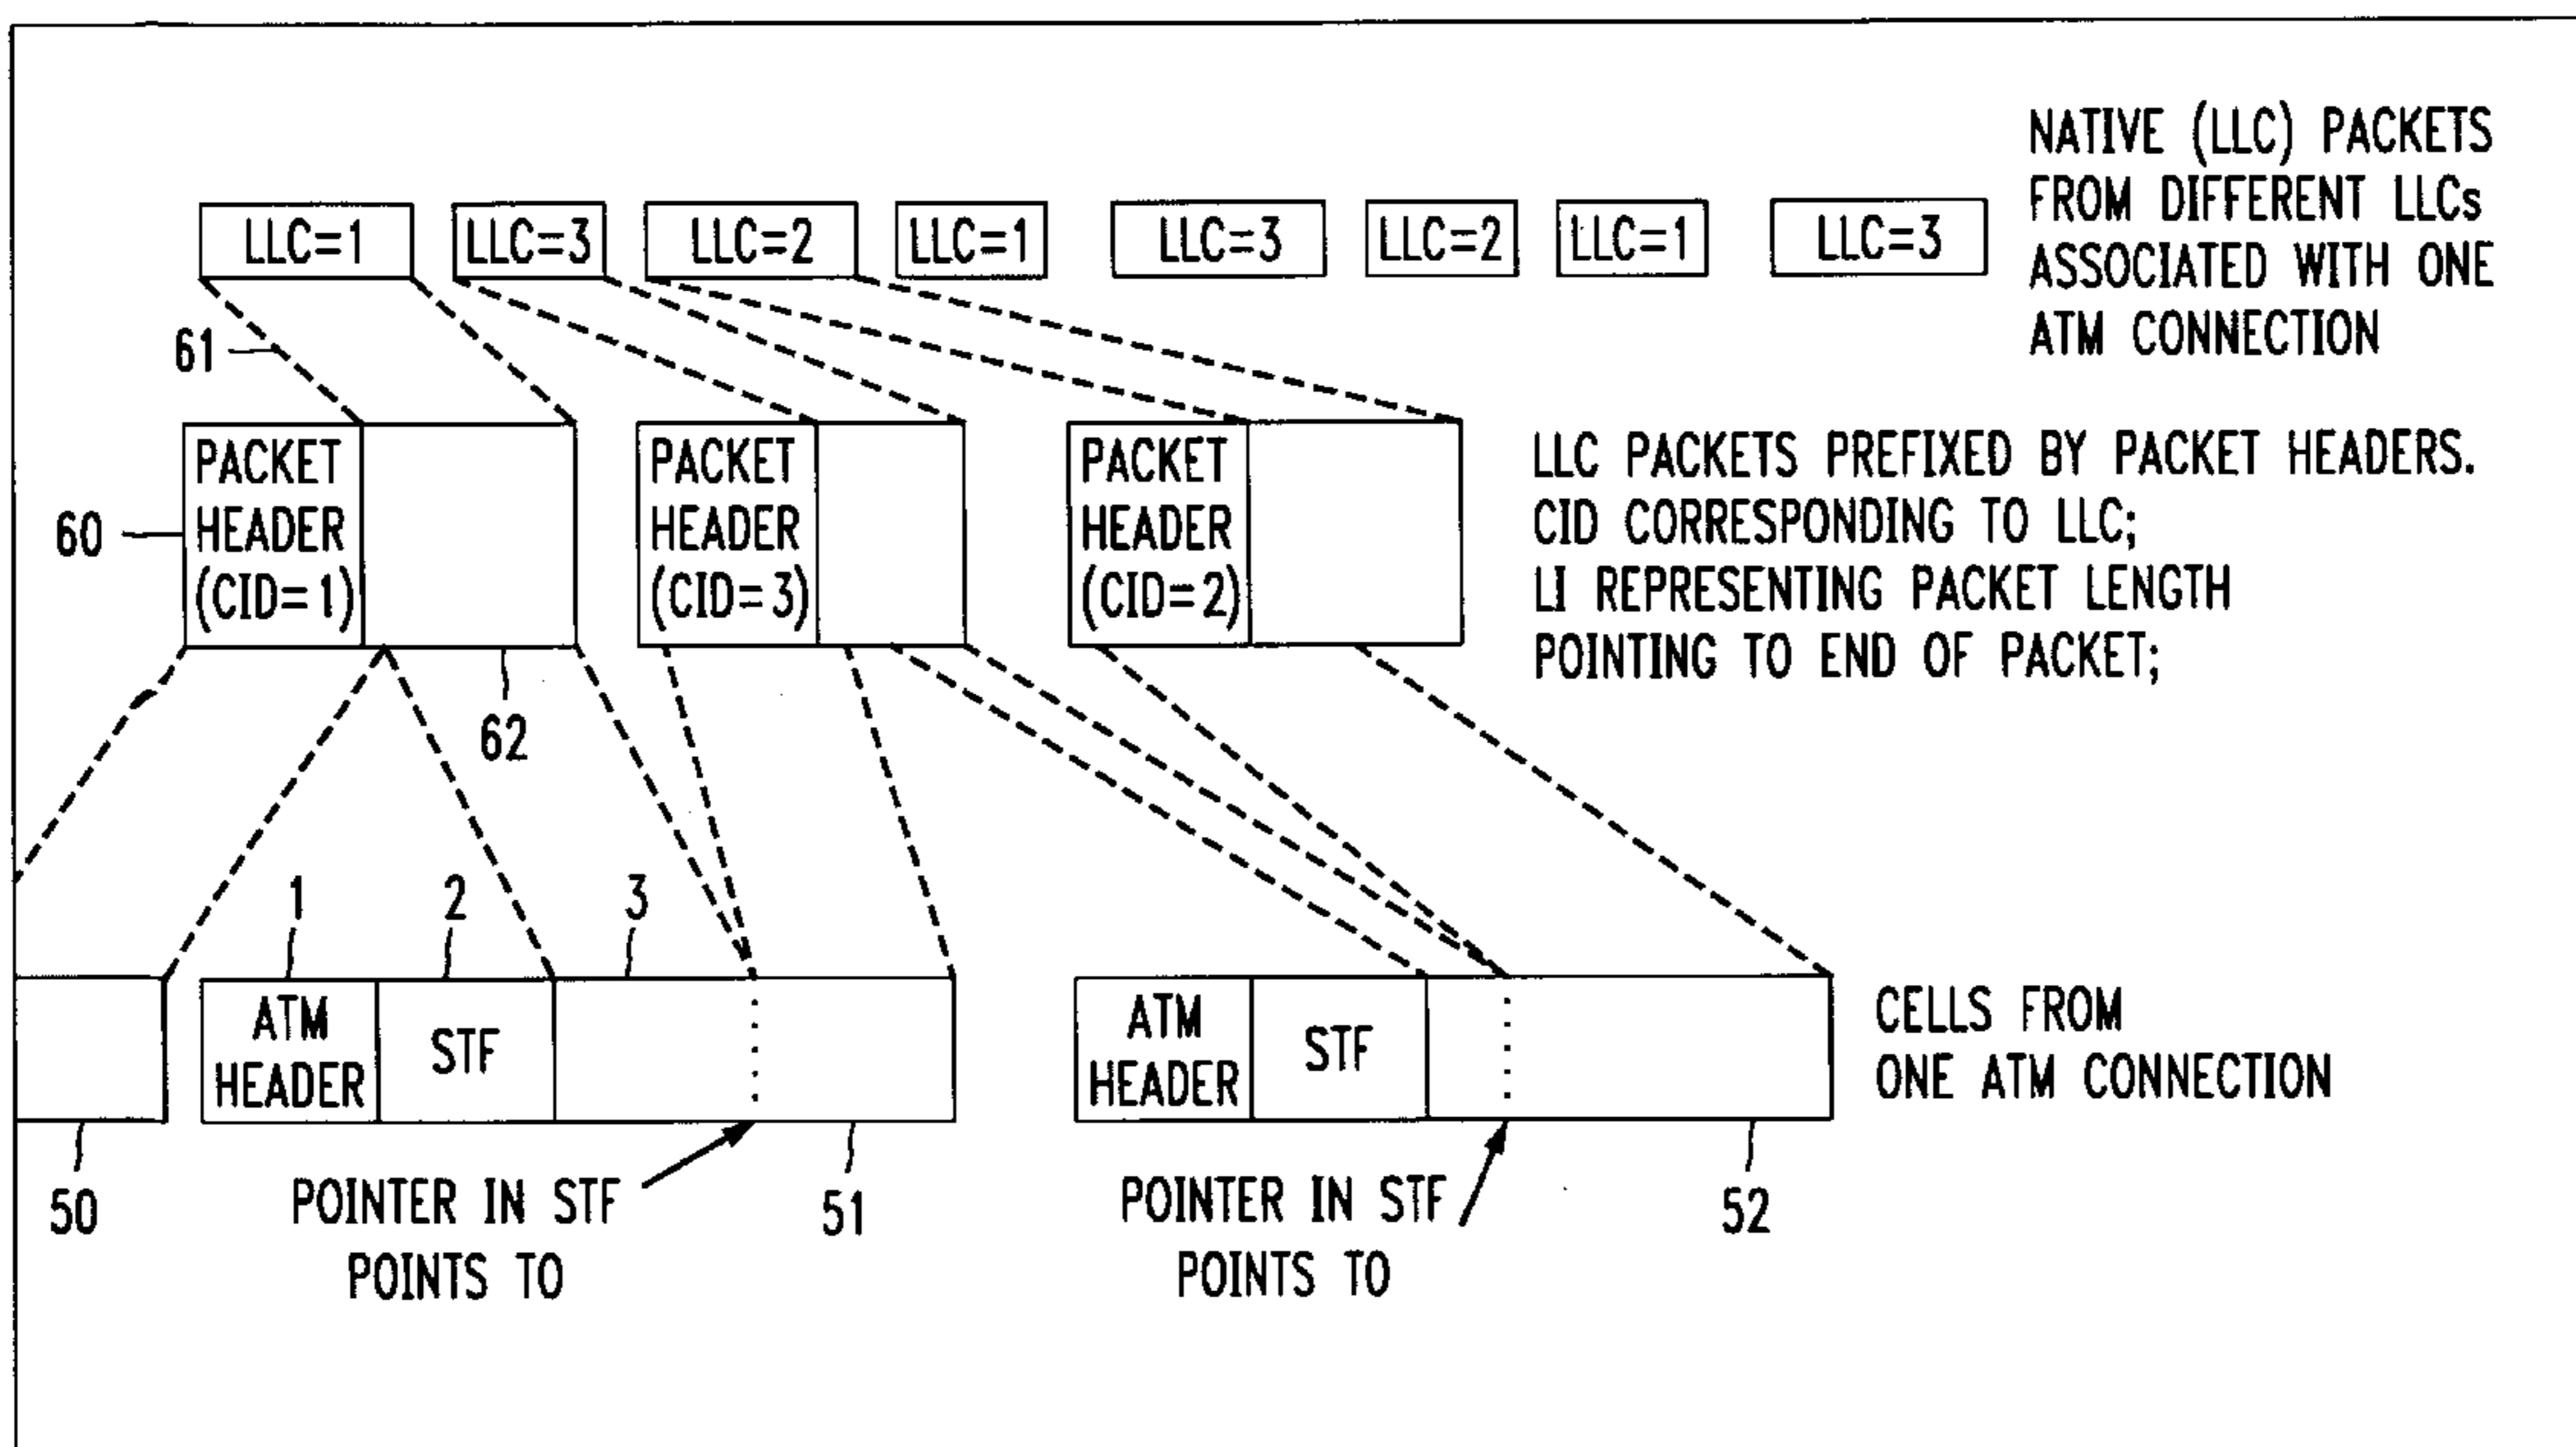 NATIVE (LLC) PACKETS
FROM DIFFERENT LLCs
ASSOCIATED WITH ONE
ATM CONNECTION
LLC=1 LLC=3 LLC=2 LLC=1 LLC=3 LLC=2 LLC=1 LLC=3
61
PACKET
HEADER
(CID=1)
PACKET
HEADER
(CID=3)
PACKET
HEADER
(CID=2)
LLC PACKETS PREFIXED BY PACKET HEADERS.
CID CORRESPONDING TO LLC;
LI REPRESENTING PACKET LENGTH
POINTING TO END OF PACKET;
60
62
1 2 3
ATM
HEADER
STF
ATM
HEADER
STF
CELLS FROM
ONE ATM CONNECTION
50
POINTER IN STF
POINTS TO
51
POINTER IN STF
POINTS TO
52